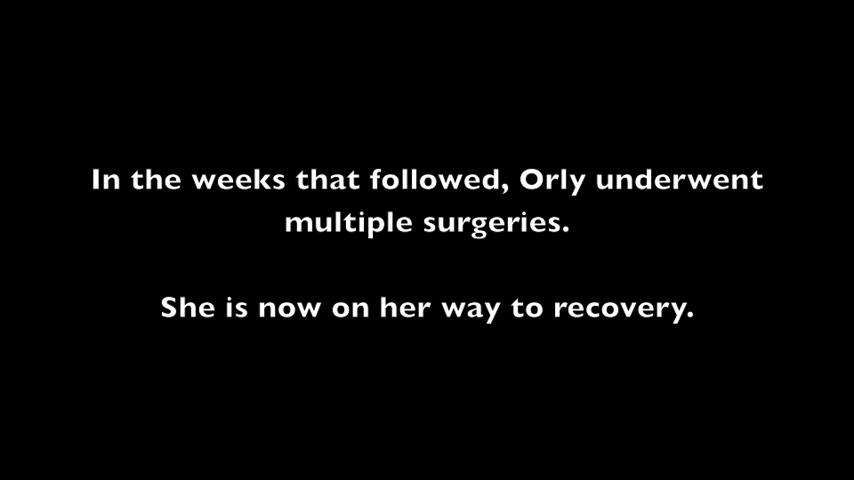 In the weeks that followed, Orly underwent
multiple surgeries.
She is now on her way to recovery.